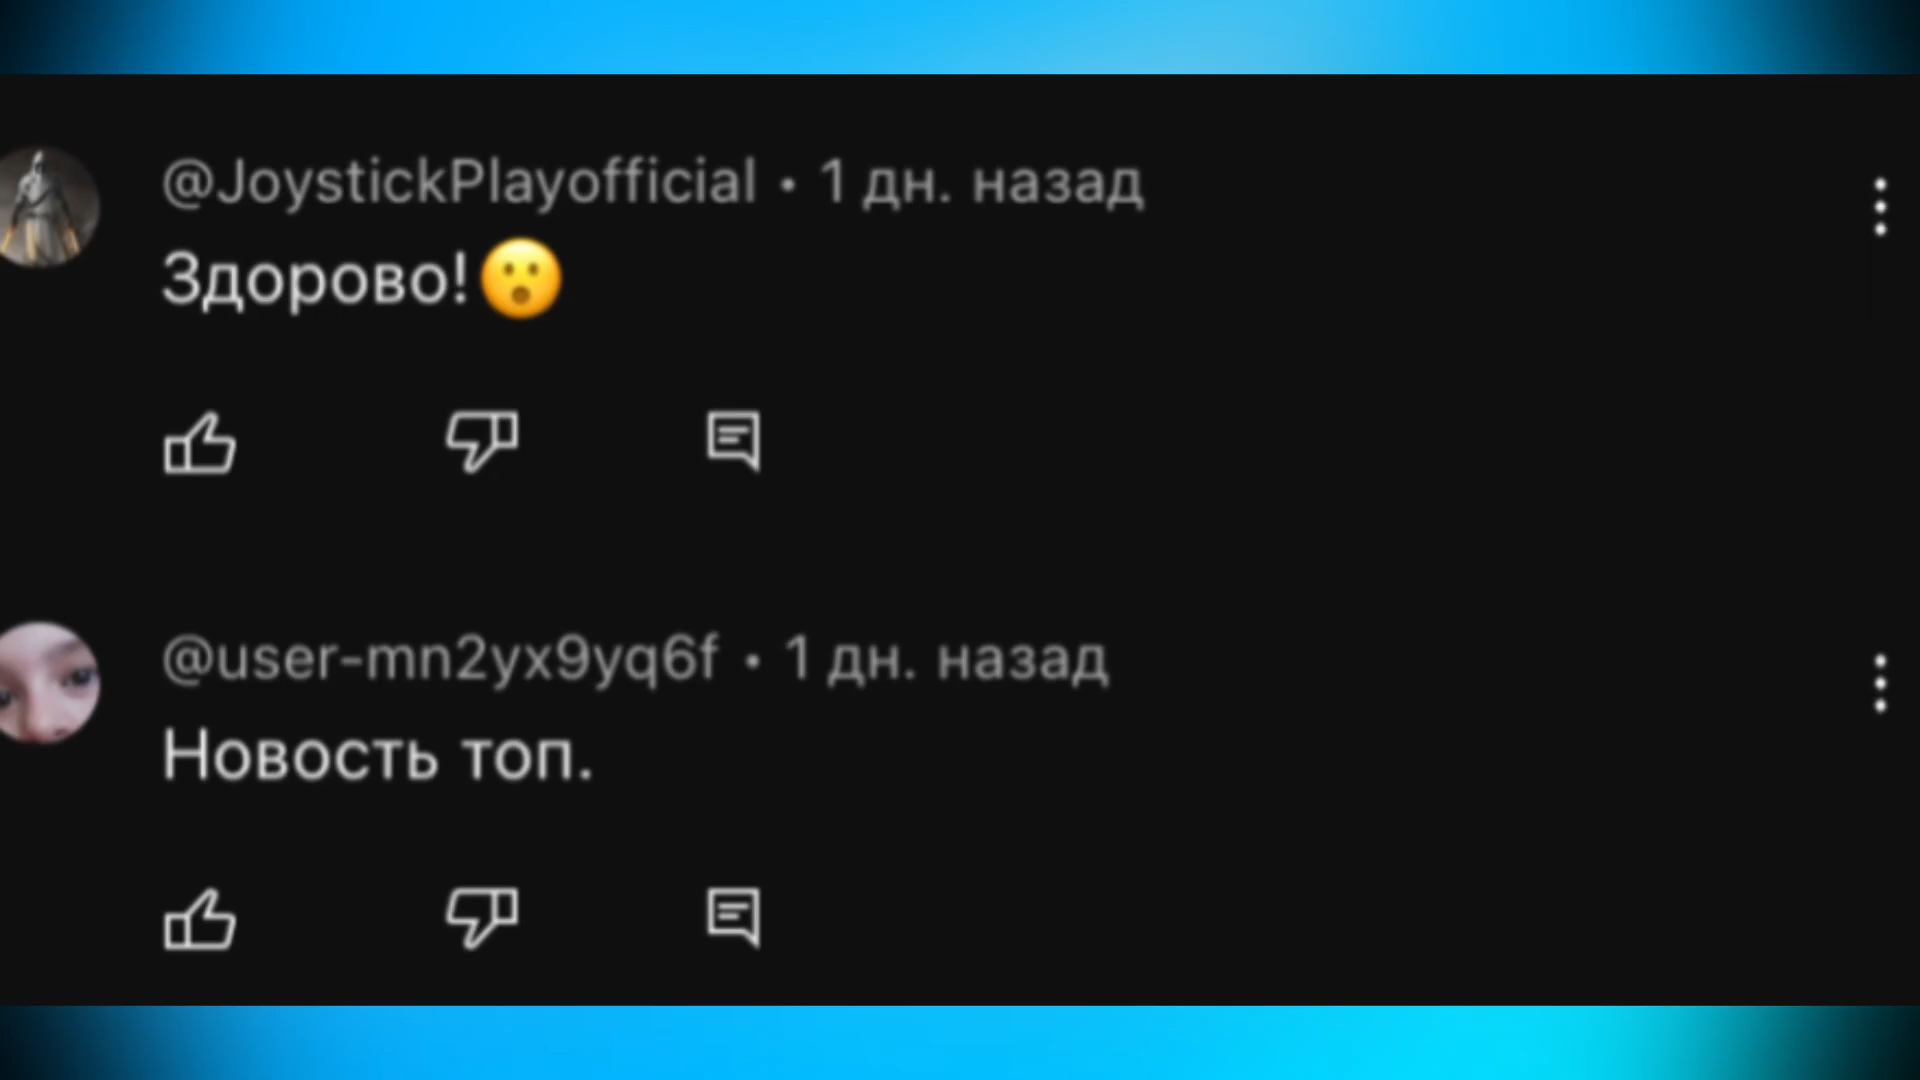 @JoystickPlayofficial • 1 дн. назад
Здорово!😮
@user-mn2yx9yq6f • 1 дн. назад
Новость топ.